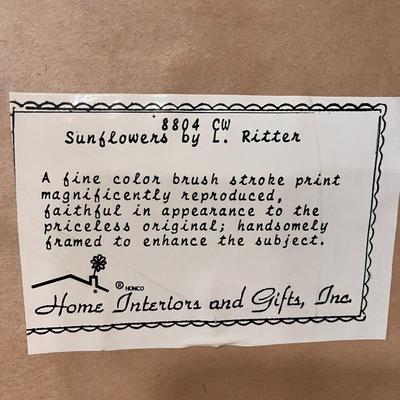 8804 CW
Sunflowers by L. Ritter
A fine color brush stroke print
magnificently reproduced,
faithful in appearance to the
priceless original; handsomely
framed to enhance the subject.
® HOMCO
Home Interiors and Gifts, Inc.